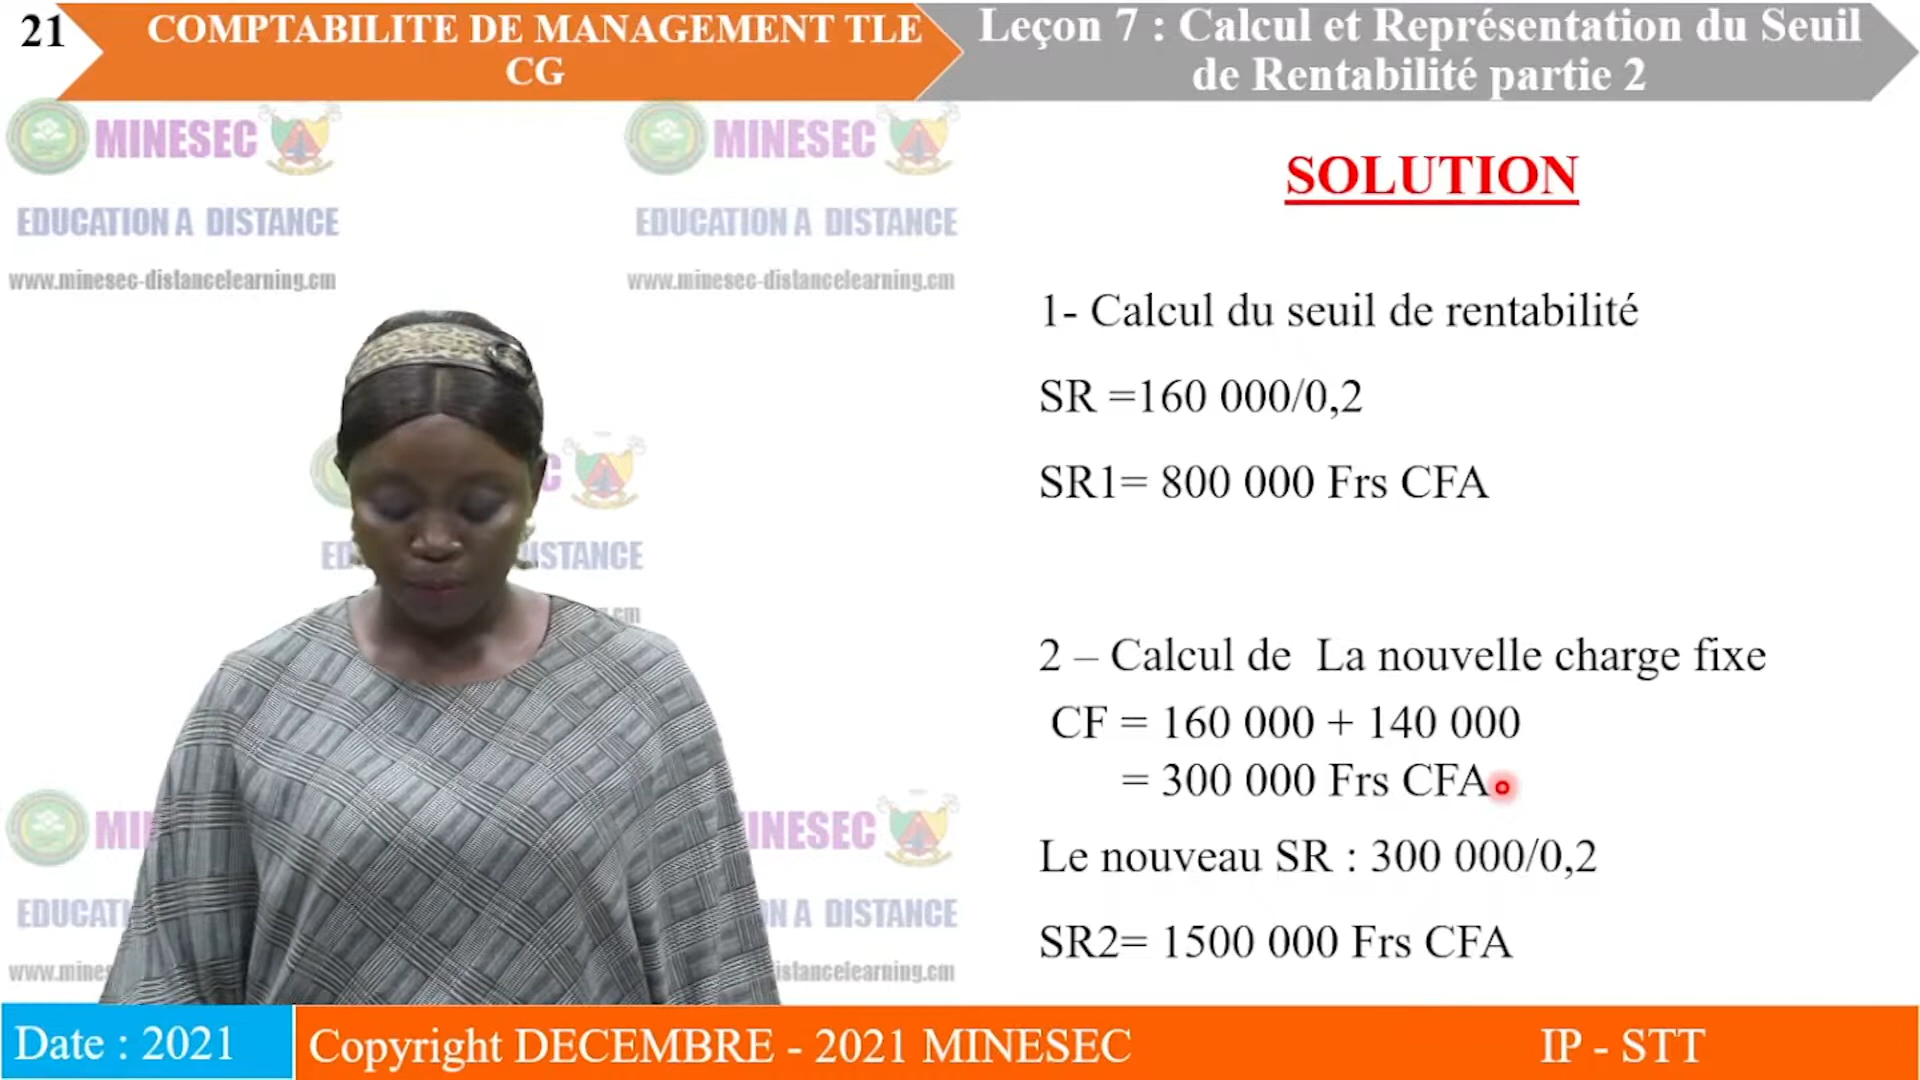 21
COMPTABILITE DE MANAGEMENT TLE
CG
Leçon 7 : Calcul et Représentation du Seuil
de Rentabilité partie 2
MINESEC
EDUCATION A DISTANCE
www.minesec-distancelearning.cm
MINESEC
EDUCATION A DISTANCE
www.minesec-distancelearning.cm
SOLUTION
1- Calcul du seuil de rentabilité
SR =160 000/0,2
SR1= 800 000 Frs CFA
2 – Calcul de La nouvelle charge fixe
CF = 160 000 + 140 000
= 300 000 Frs CFA
Le nouveau SR : 300 000/0,2
SR2= 1500 000 Frs CFA
Date : 2021
Copyright DECEMBRE - 2021 MINESEC
IP - STT